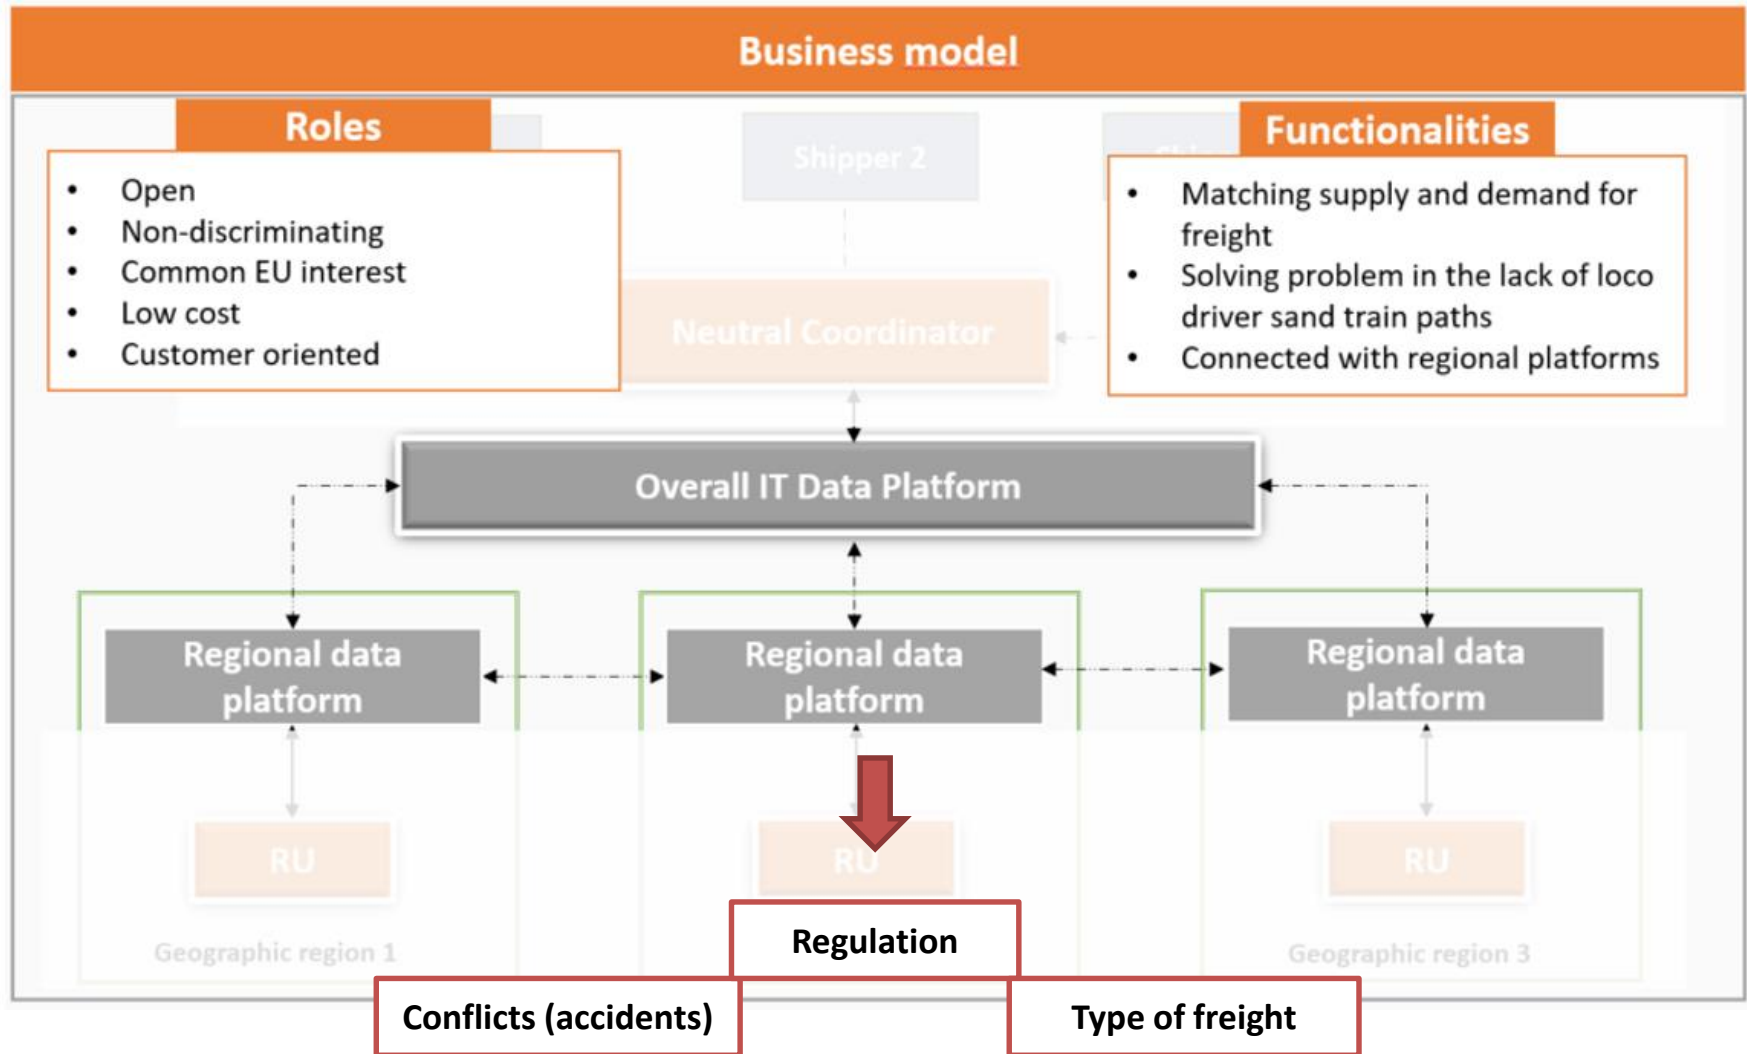 Business model
Roles
Functionalities
Shipper 2
• Open
• Non-discriminating
• Common EU interest
• Low cost
• Customer oriented
• Matching supply and demand for
freight
• Solving problem in the lack of loco
driver sand train paths
• Connected with regional platforms
Neutral Coordinator
Overall IT Data Platform
Regional data
platform
Regional data
platform
Regional data
platform
RU
RU
RU
Geographic region 1
Regulation
Geographic region 3
Conflicts (accidents)
Type of freight